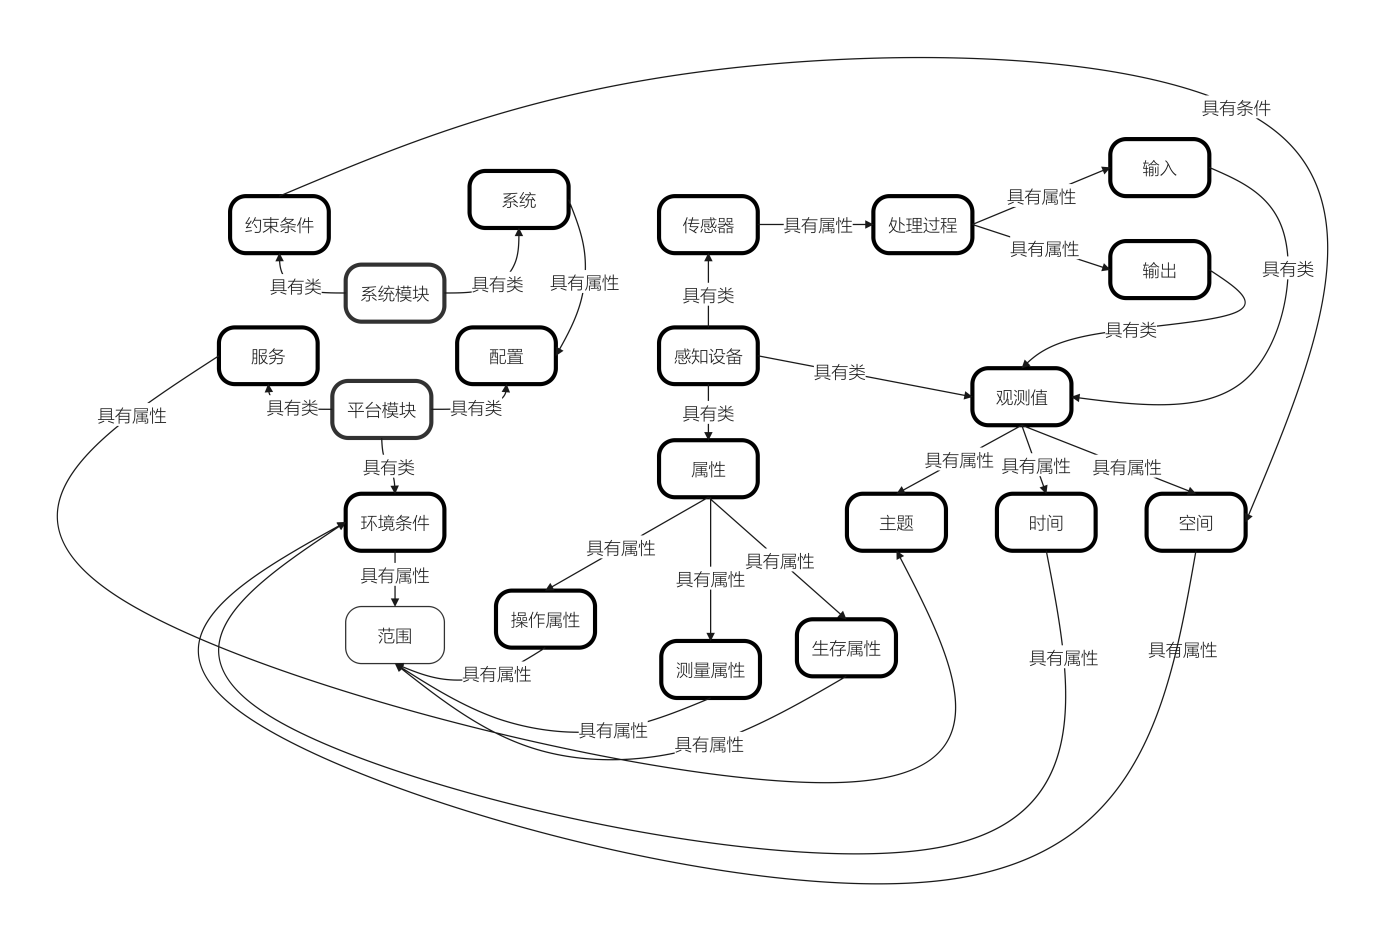 具有条件
输入
系统
具有属性
约束条件
传感器
具有属性
处理过程
具有属性
输出
具有类
具有属性
具有类
系统模块
具有类
具有类
具有类
服务
配置
感知设备
具有类
观测值
具有属性
具有类
平台模块
具有类
具有类
具有类
属性
具有属性
具有属性
具有属性
环境条件
主题
时间
空间
具有属性
具有属性
具有属性
具有属性
范围
操作属性
生存属性
测量属性
具有属性
具有属性
具有属性
具有属性
具有属性